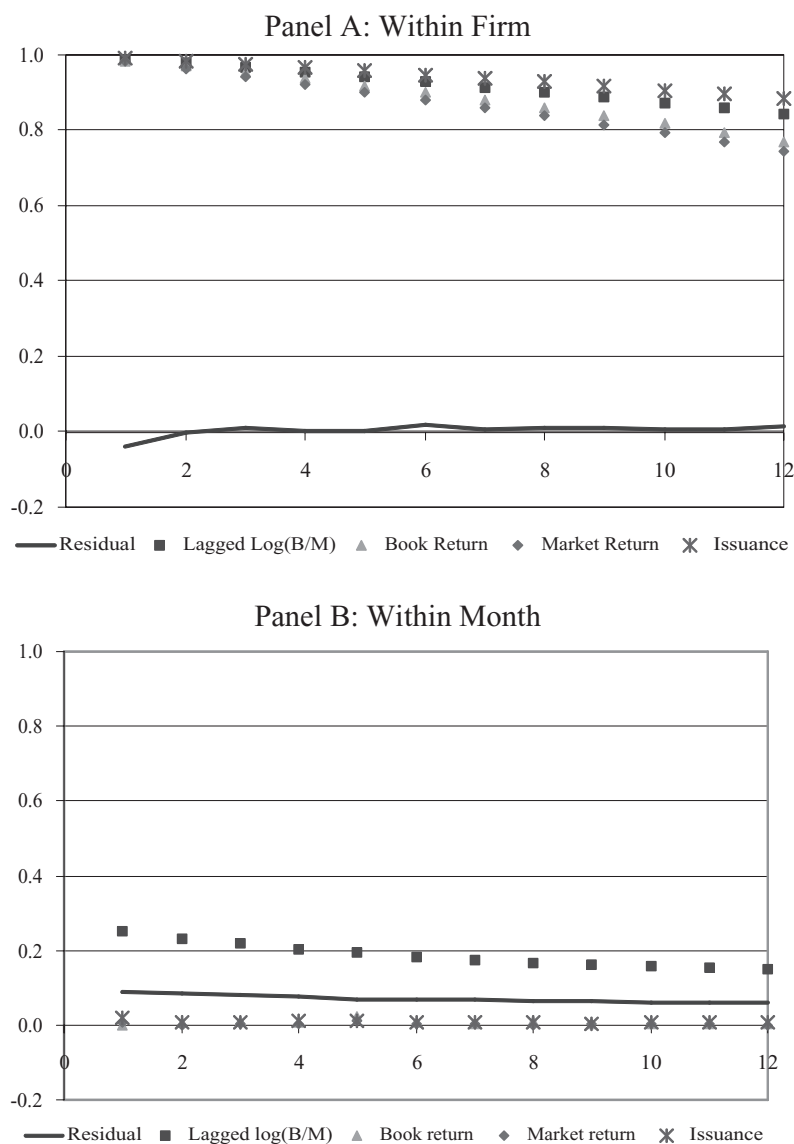 Panel A: Within Firm
1.0
0.8
0.6
0.4
0.2
0.0
0 2 4 6 8 10 12
-0.2
Residual Lagged Log(B/M) Book Return Market Return Issuance
Panel B: Within Month
1.0
0.8
0.6
0.4
0.2
0.0
0 2 4 6 8 10 12
-0.2
Residual Lagged log(B/M) Book return Market return Issuance